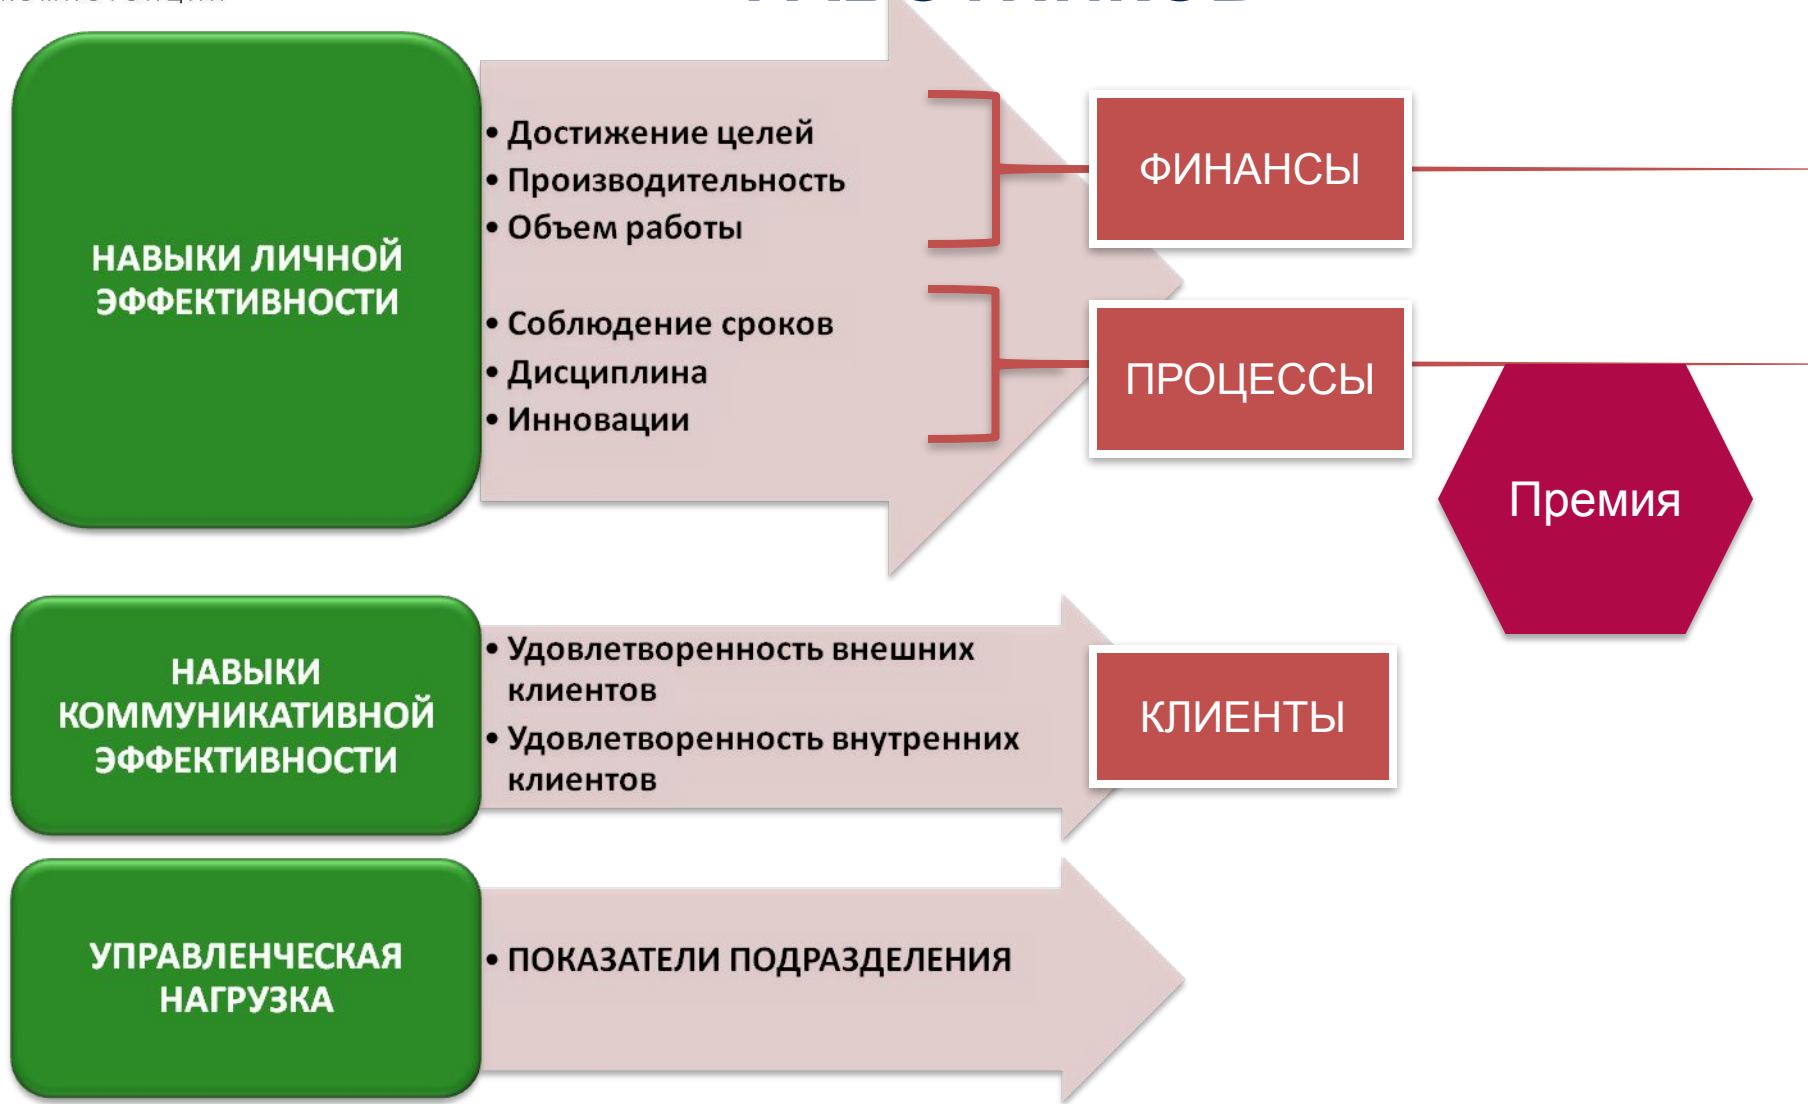 НАВЫКИ ЛИЧНОЙ
ЭФФЕКТИВНОСТИ
• Достижение целей
• Производительность
• Объем работы
• Соблюдение сроков
• Дисциплина
• Инновации
ФИНАНСЫ
ПРОЦЕССЫ
Премия
НАВЫКИ
КОММУНИКАТИВНОЙ
ЭФФЕКТИВНОСТИ
• Удовлетворенность внешних
клиентов
• Удовлетворенность внутренних
клиентов
КЛИЕНТЫ
УПРАВЛЕНЧЕСКАЯ
НАГРУЗКА
• ПОКАЗАТЕЛИ ПОДРАЗДЕЛЕНИЯ